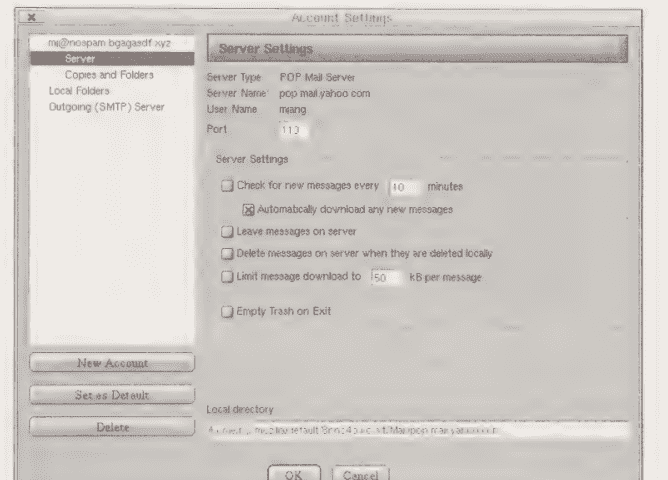 Account Settings
mj@nospam.bgagasdf.xyz
Server
Copies and Folders
Local Folders
Outgoing (SMTP) Server
Server Settings
Server Type POP Mail Server
Server Name pop.mail.yahoo.com
User Name
Port 110
Server Settings
Check for new messages every 10 minutes
Automatically download any new messages
Leave messages on server
Delete messages on server when they are deleted locally
Limit message download to 50 kB per message
Empty Trash on Exit
New Account
Set as Default
Delete
Local directory
OK Cancel